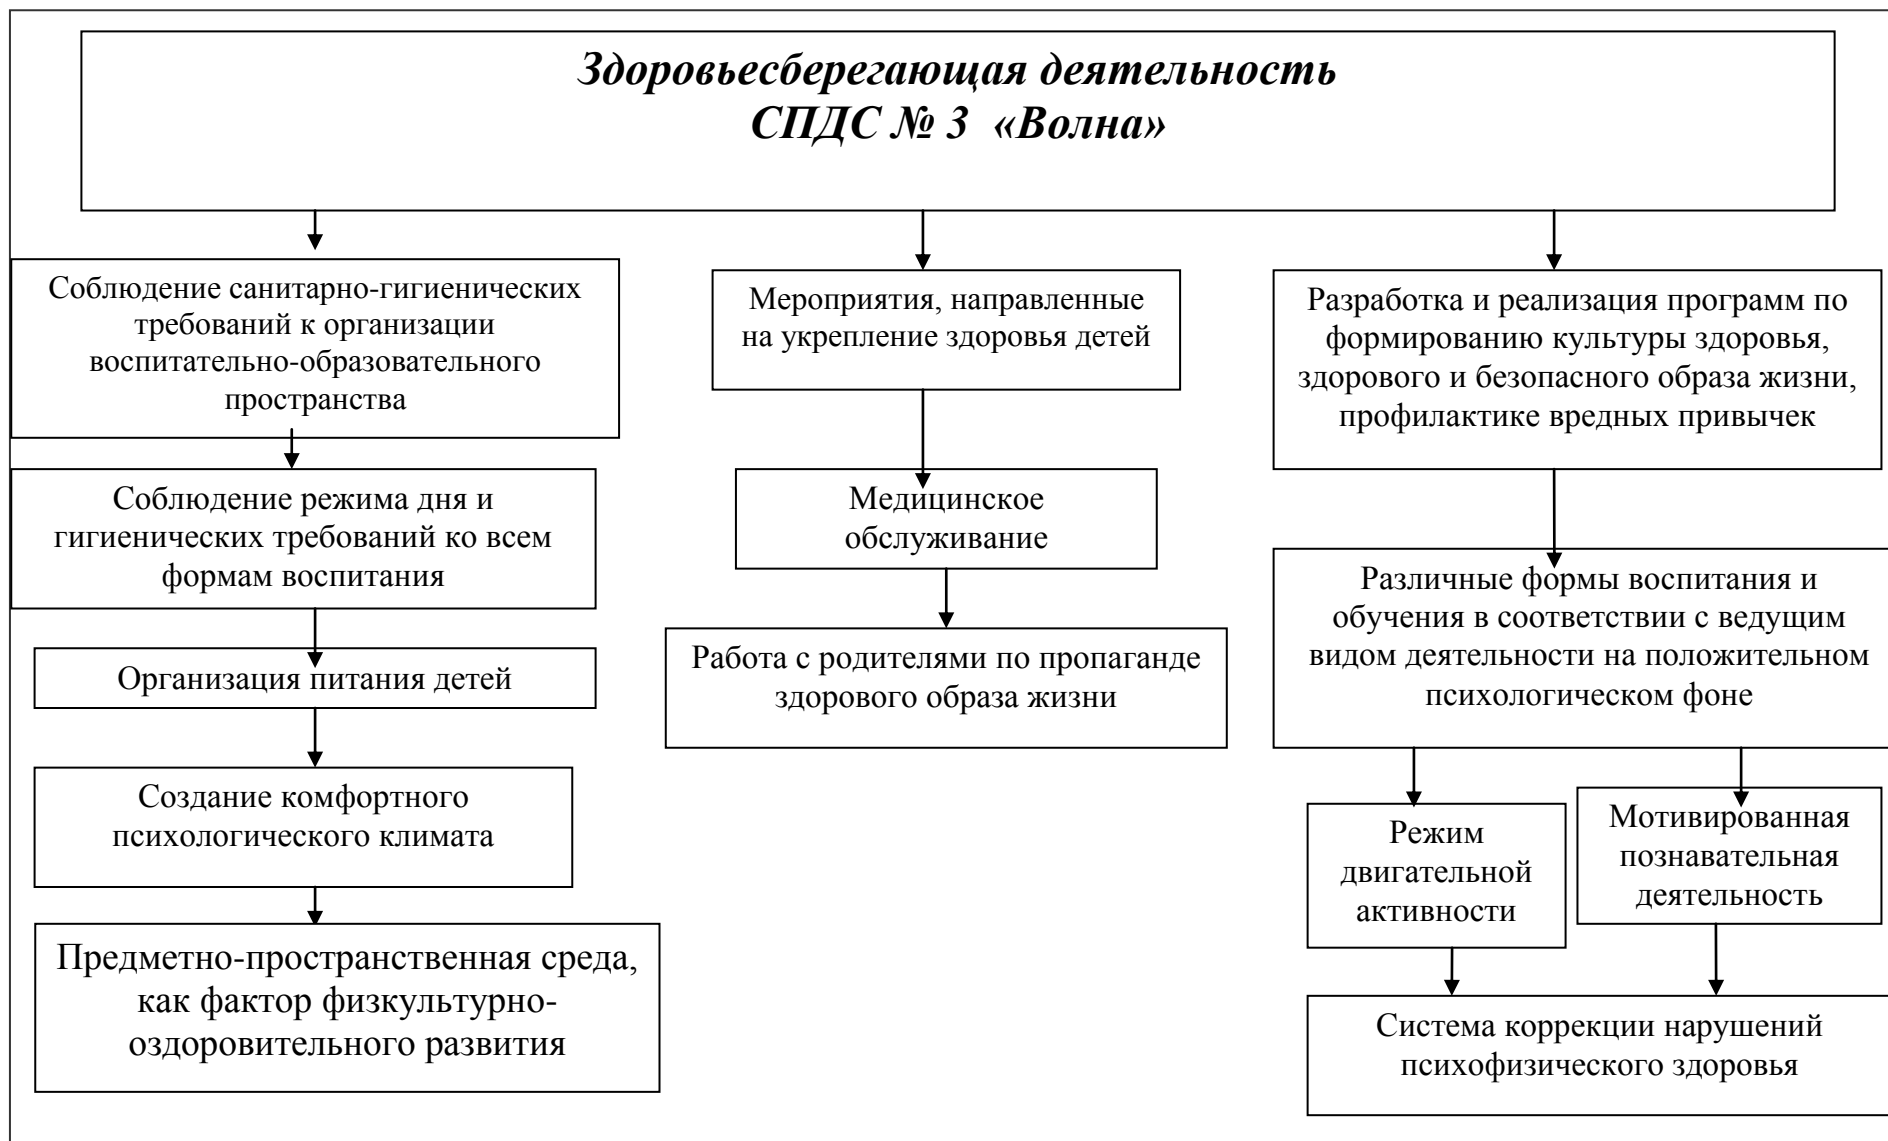 Здоровьесберегающая деятельность
СПДС № 3 «Волна»
Соблюдение санитарно-гигиенических
требований к организации
воспитательно-образовательного
пространства
Соблюдение режима дня и
гигиенических требований ко всем
формам воспитания
Организация питания детей
Создание комфортного
психологического климата
Предметно-пространственная среда,
как фактор физкультурно-
оздоровительного развития
Мероприятия, направленные
на укрепление здоровья детей
Медицинское
обслуживание
Работа с родителями по пропаганде
здорового образа жизни
Разработка и реализация программ по
формированию культуры здоровья,
здорового и безопасного образа жизни,
профилактике вредных привычек
Различные формы воспитания и
обучения в соответствии с ведущим
видом деятельности на положительном
психологическом фоне
Режим
двигательной
активности
Мотивированная
познавательная
деятельность
Система коррекции нарушений
психофизического здоровья